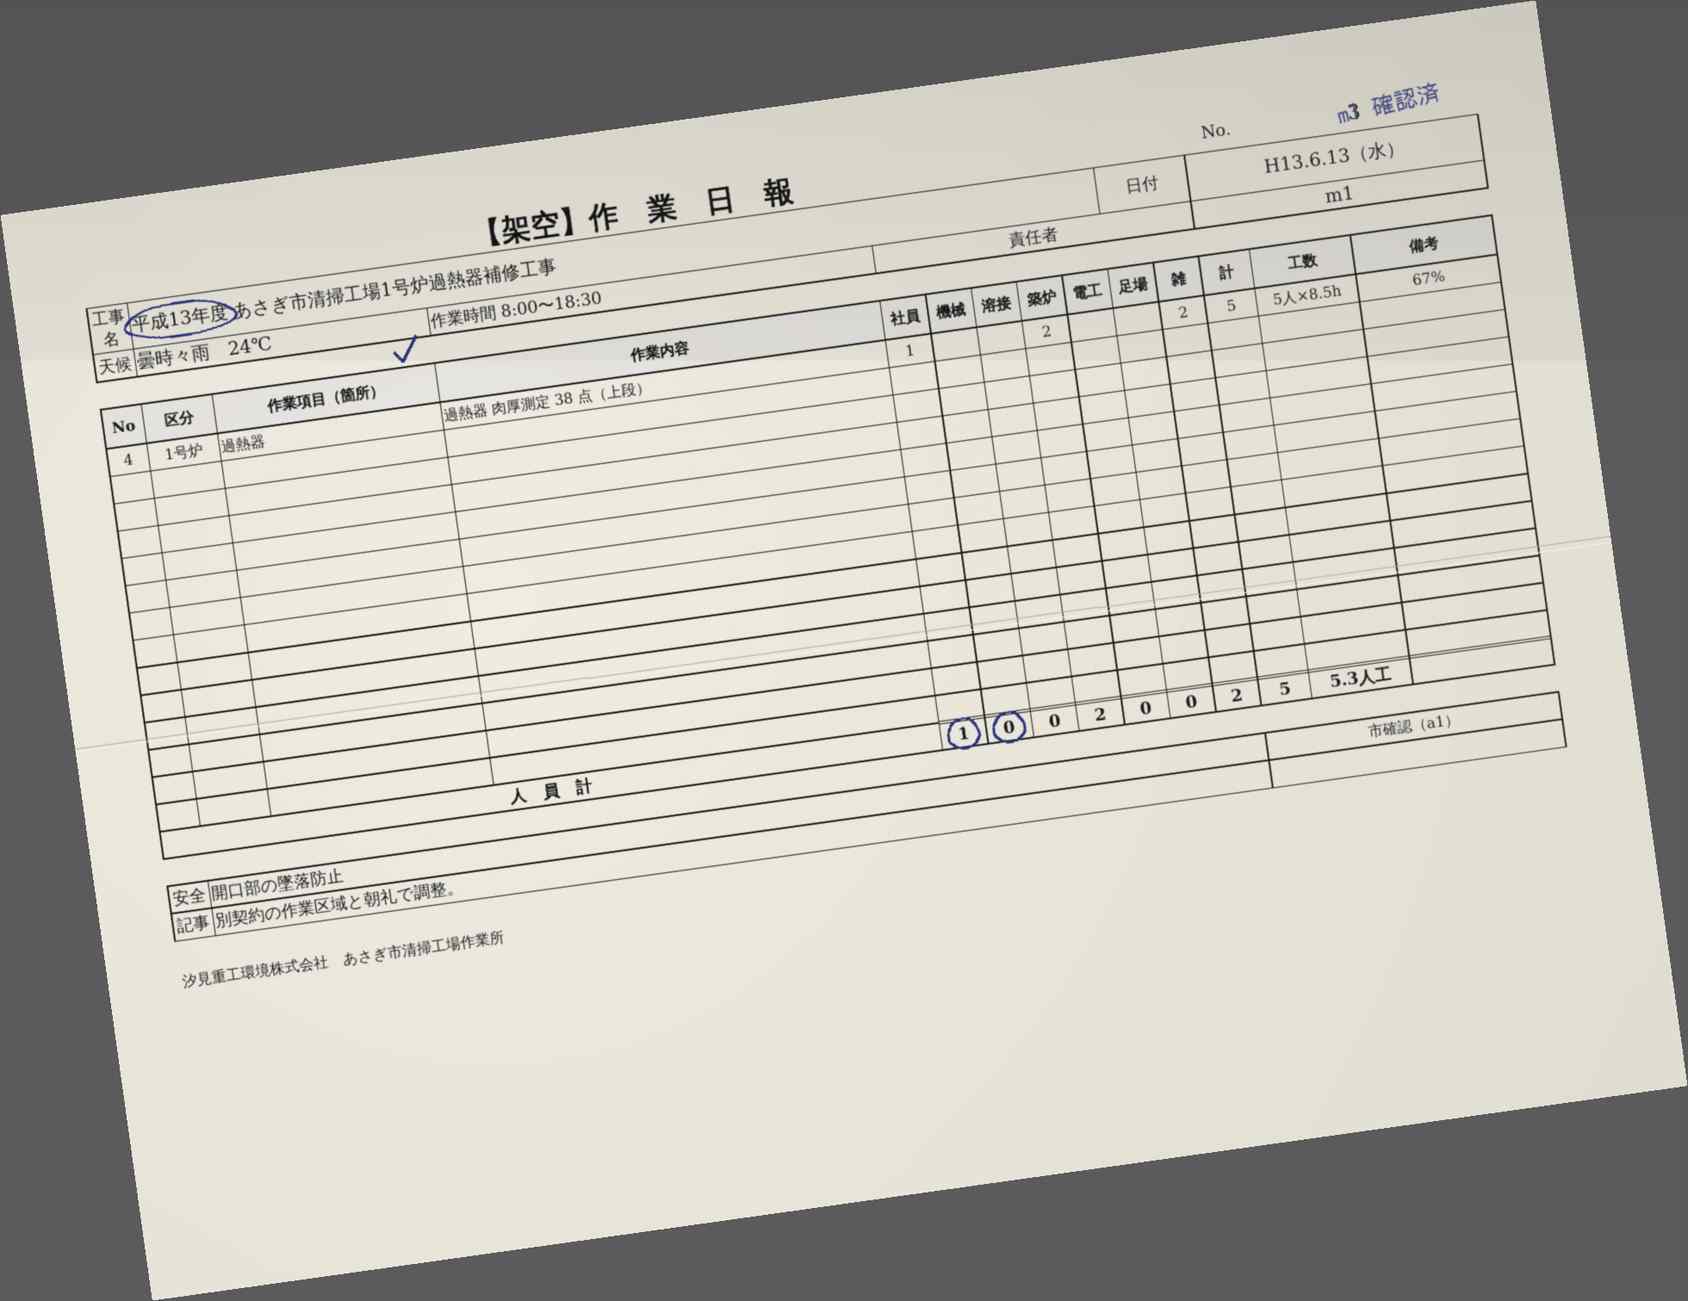 m3 確認済
No.
【架空】作 業 日 報
工事名 平成13年度 あさぎ市清掃工場1号炉過熱器補修工事 日付 H13.6.13（水）
天候 曇時々雨 24℃ 作業時間 8:00〜18:30 責任者 m1
No 区分 作業項目（箇所） 作業内容 社員 機械 溶接 築炉 電工 足場 雑 計 工数 備考
4 1号炉 過熱器 過熱器 肉厚測定 38 点（上段） 1 2 2 5 5人×8.5h 67%
人 員 計 1 0 0 2 0 0 2 5 5.3人工
安全 開口部の墜落防止 市確認（a1）
記事 別契約の作業区域と朝礼で調整。
汐見重工環境株式会社 あさぎ市清掃工場作業所